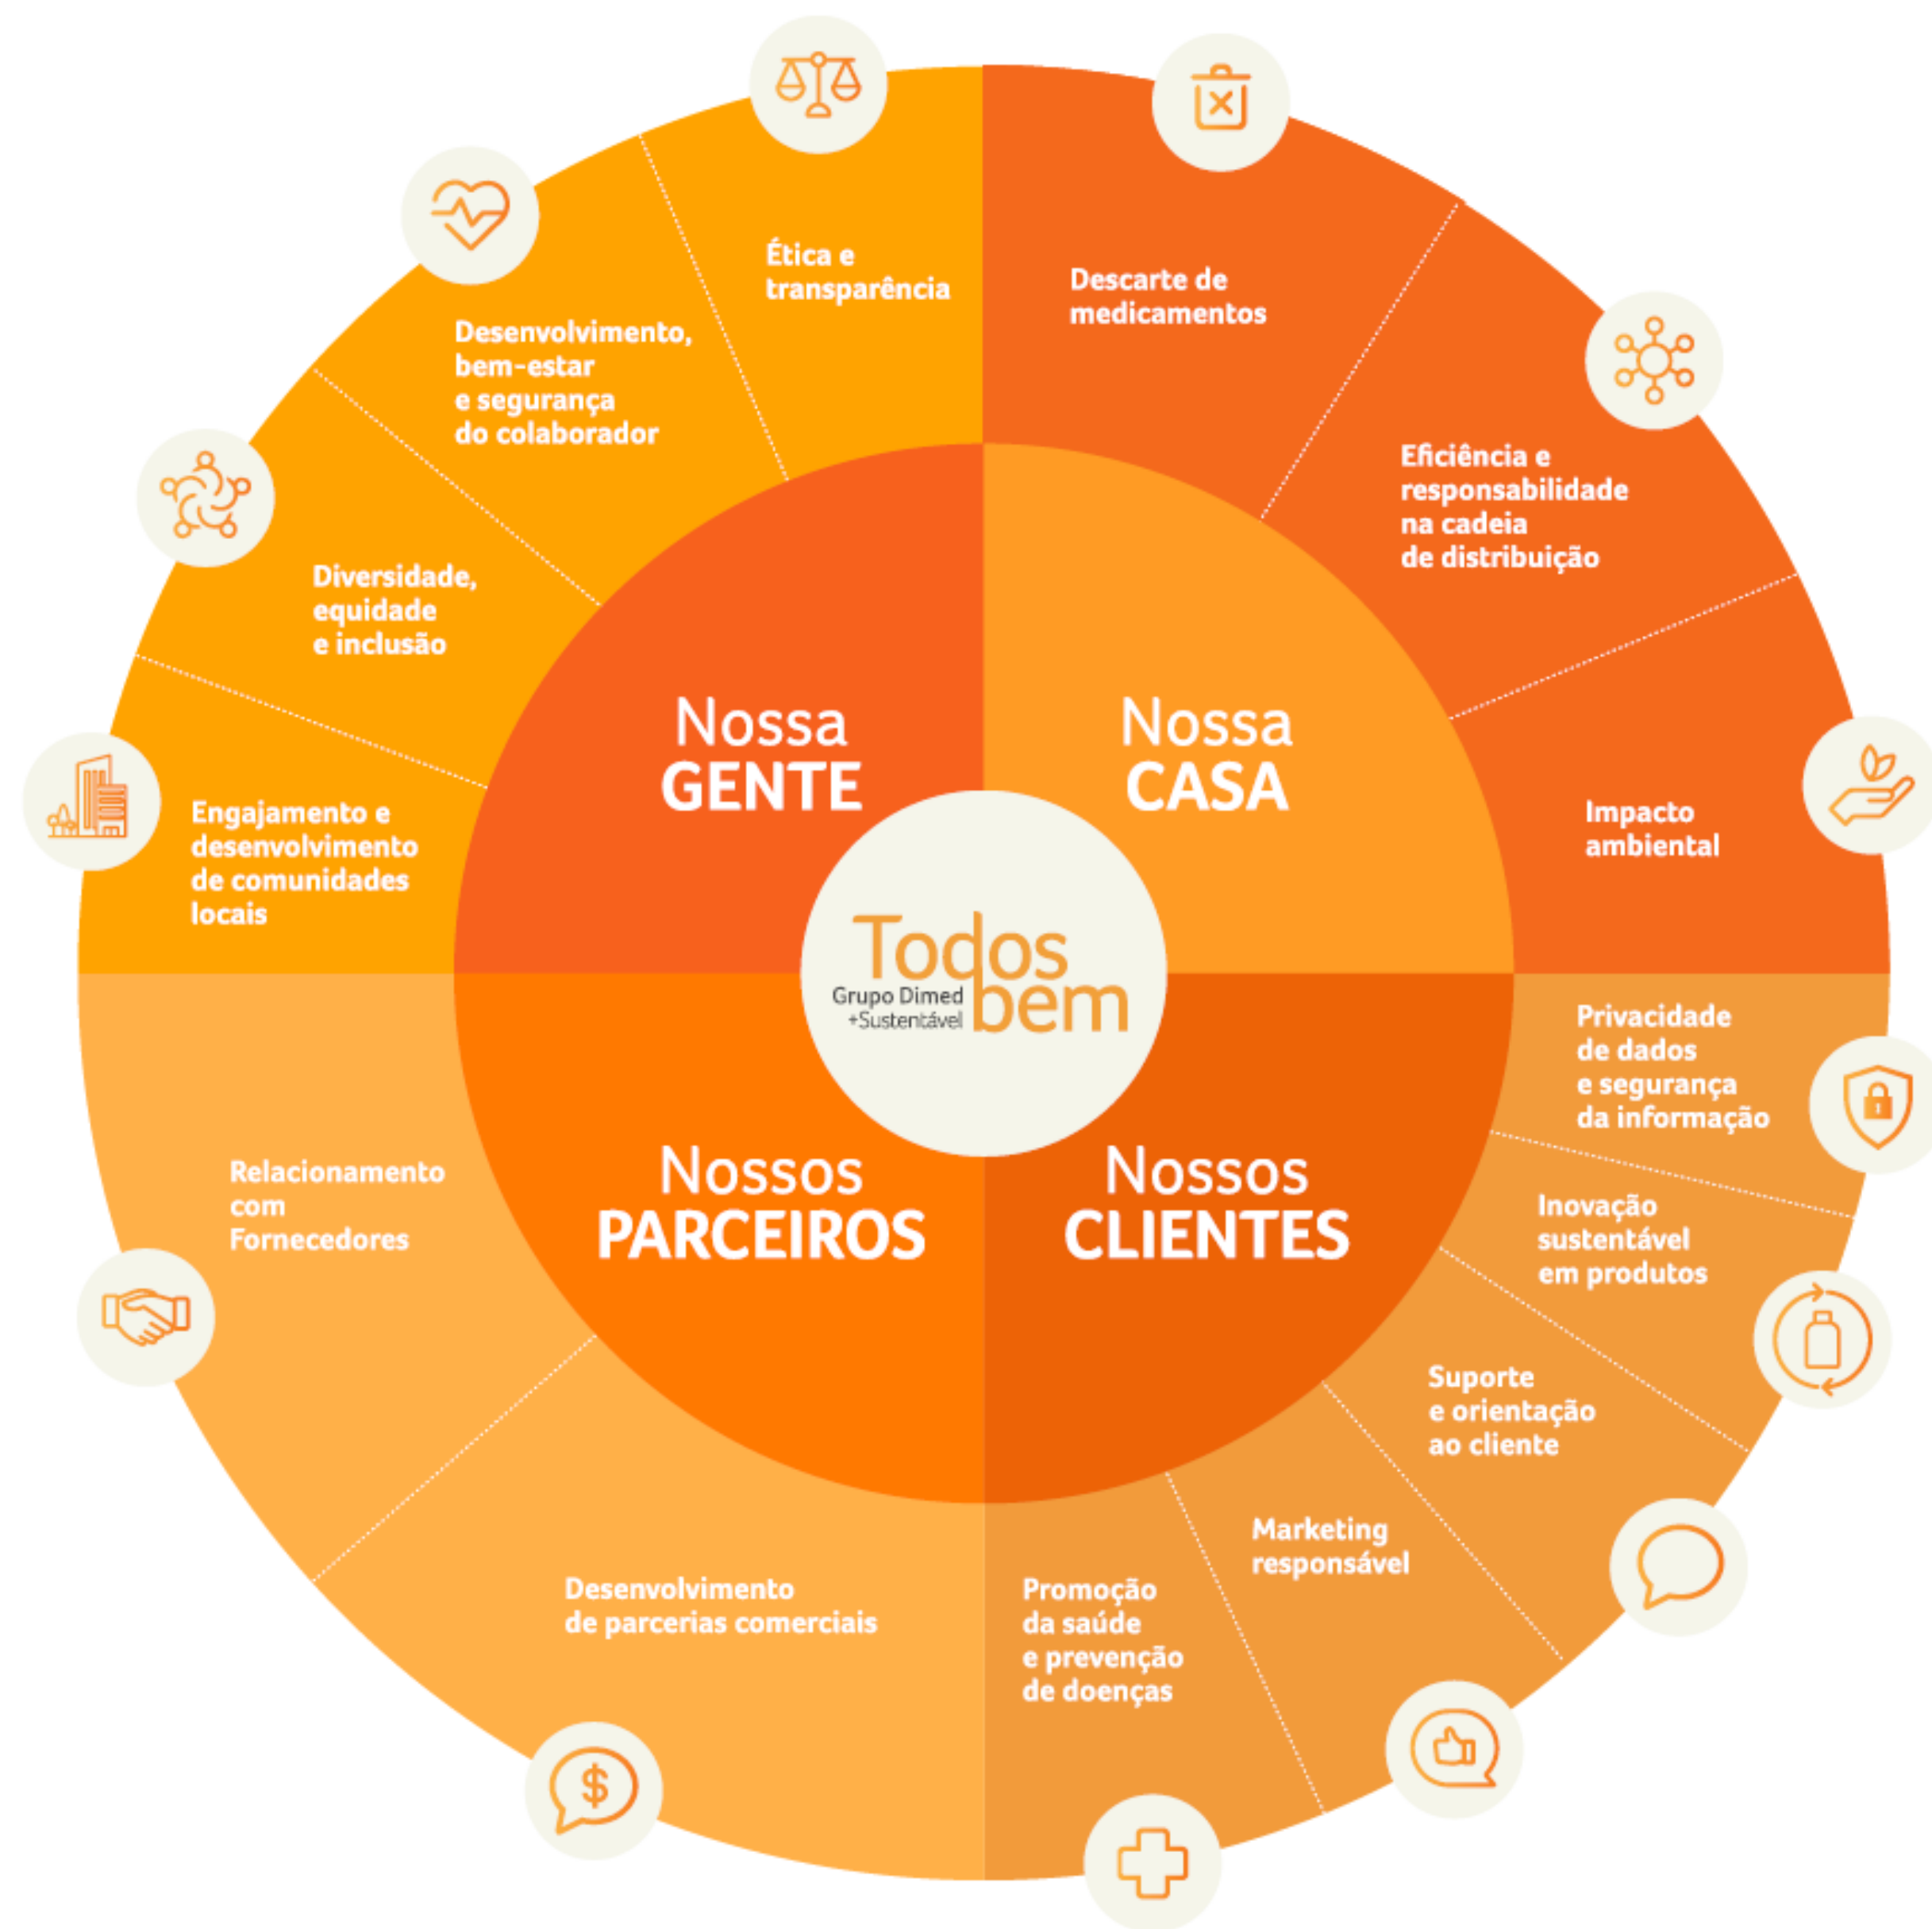 Ética e
transparência
Desenvolvimento,
bem-estar
e segurança
do colaborador
Diversidade,
equidade
e inclusão
Engajamento e
desenvolvimento
de comunidades
locais
Descarte de
medicamentos
Eficiência e
responsabilidade
na cadeia
de distribuição
Impacto
ambiental
Nossa
GENTE
Nossa
CASA
Todos
bem
Grupo Dimed
+Sustentável
Nossos
PARCEIROS
Nossos
CLIENTES
Relacionamento
com
Fornecedores
Desenvolvimento
de parcerias comerciais
Privacidade
de dados
e segurança
da informação
Inovação
sustentável
em produtos
Suporte
e orientação
ao cliente
Marketing
responsável
Promoção
da saúde
e prevenção
de doenças
$